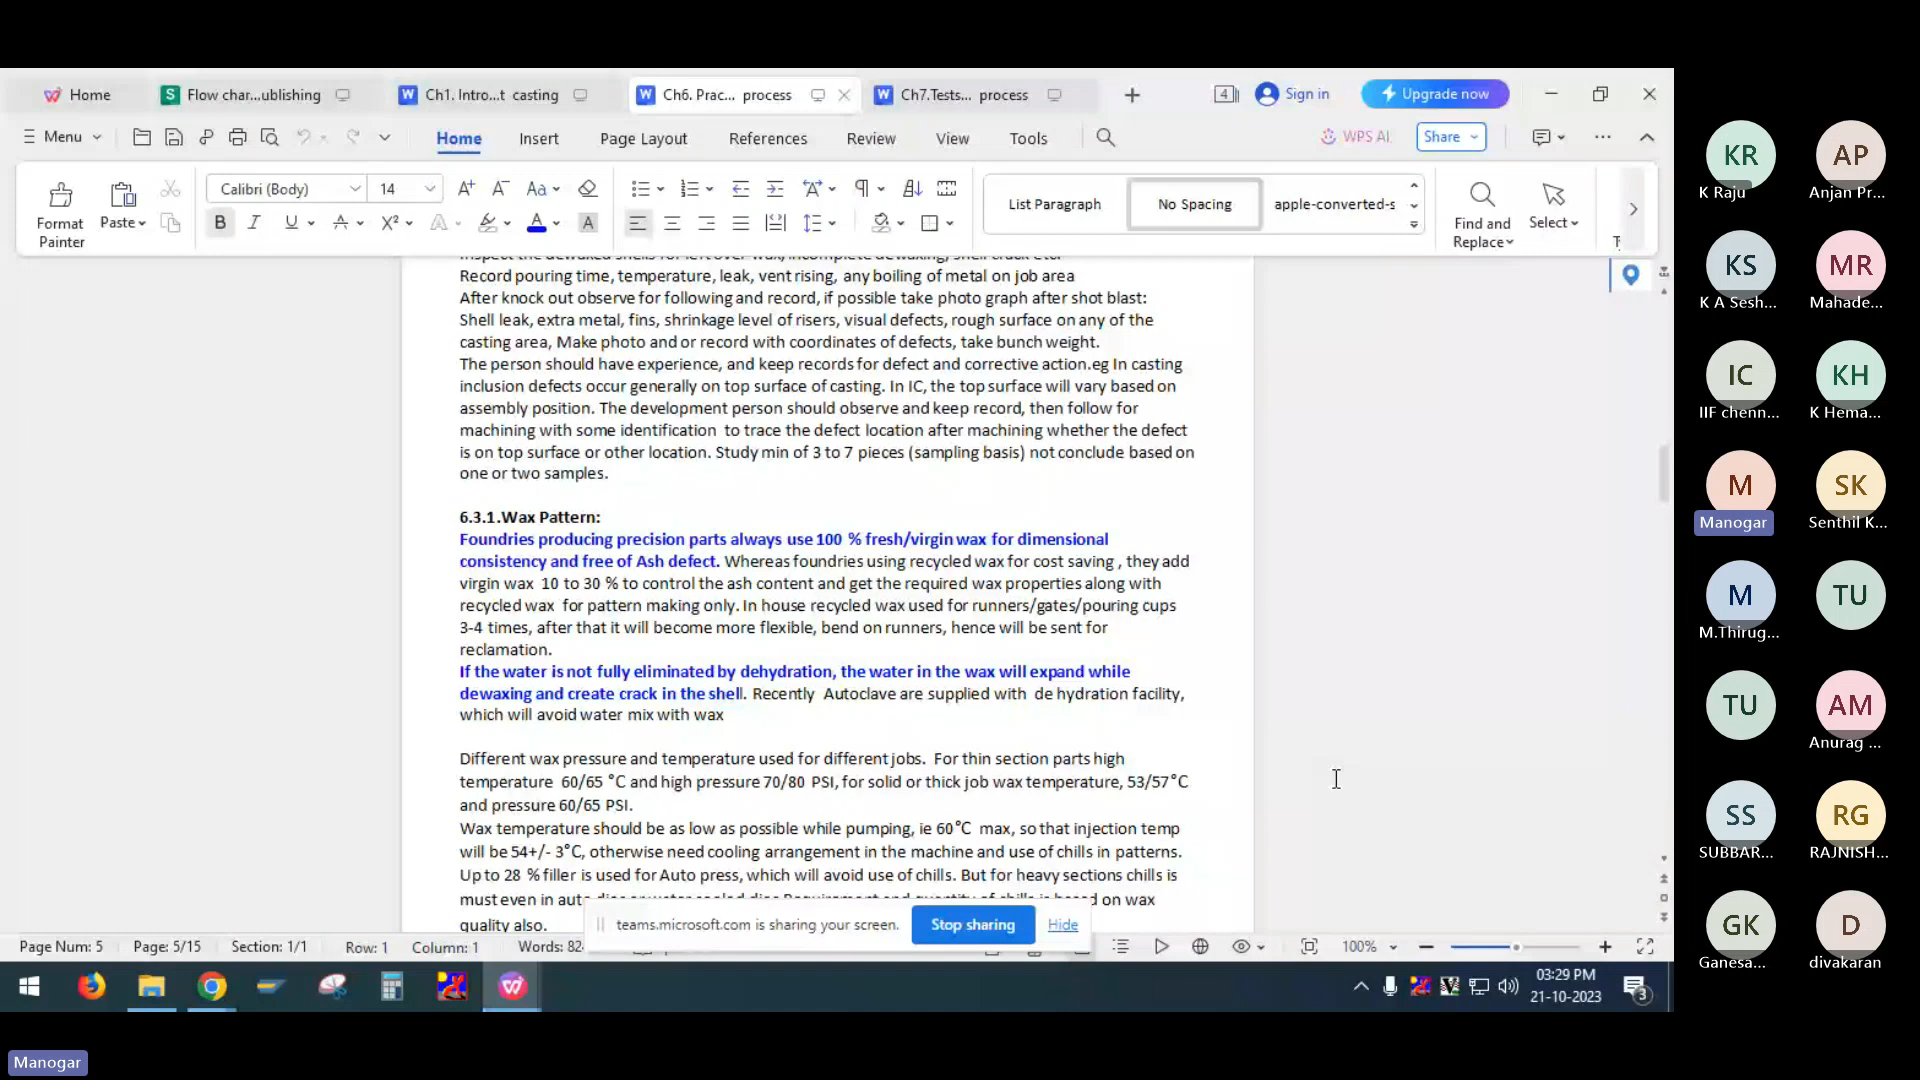 Home
Flow char...ublishing
Ch1. Intro...t casting
Ch6. Prac... process
Ch7.Tests... process
4
Sign in
Upgrade now
Menu
Home
Insert
Page Layout
References
Review
View
Tools
WPS AI
Share
Format
Painter
Paste
Calibri (Body)
14
List Paragraph
No Spacing
apple-converted-s
Find and
Replace
Select
Record pouring time, temperature, leak, vent rising, any boiling of metal on job area
After knock out observe for following and record, if possible take photo graph after shot blast:
Shell leak, extra metal, fins, shrinkage level of risers, visual defects, rough surface on any of the
casting area, Make photo and or record with coordinates of defects, take bunch weight.
The person should have experience, and keep records for defect and corrective action.eg In casting
inclusion defects occur generally on top surface of casting. In IC, the top surface will vary based on
assembly position. The development person should observe and keep record, then follow for
machining with some identification to trace the defect location after machining whether the defect
is on top surface or other location. Study min of 3 to 7 pieces (sampling basis) not conclude based on
one or two samples.
6.3.1.Wax Pattern:
Foundries producing precision parts always use 100 % fresh/virgin wax for dimensional
consistency and free of Ash defect. Whereas foundries using recycled wax for cost saving , they add
virgin wax 10 to 30 % to control the ash content and get the required wax properties along with
recycled wax for pattern making only. In house recycled wax used for runners/gates/pouring cups
3-4 times, after that it will become more flexible, bend on runners, hence will be sent for
reclamation.
If the water is not fully eliminated by dehydration, the water in the wax will expand while
dewaxing and create crack in the shell. Recently Autoclave are supplied with de hydration facility,
which will avoid water mix with wax
Different wax pressure and temperature used for different jobs. For thin section parts high
temperature 60/65 °C and high pressure 70/80 PSI, for solid or thick job wax temperature, 53/57°C
and pressure 60/65 PSI.
Wax temperature should be as low as possible while pumping, ie 60°C max, so that injection temp
will be 54+/- 3°C, otherwise need cooling arrangement in the machine and use of chills in patterns.
Up to 28 % filler is used for Auto press, which will avoid use of chills. But for heavy sections chills is
must even in auto
on wax
quality also.
teams.microsoft.com is sharing your screen.
Stop sharing
Hide
Page Num: 5
Page: 5/15
Section: 1/1
Row: 1
Column: 1
Words: 82
100%
03:29 PM
21-10-2023
3
KR
K Raju
AP
Anjan Pr...
KS
K A Sesh...
MR
Mahade...
IC
IIF chenn...
KH
K Hema...
M
Manogar
SK
Senthil K...
M
M.Thirug...
TU
TU
AM
Anurag ...
SS
SUBBAR...
RG
RAJNISH...
GK
Ganesa...
D
divakaran
Manogar